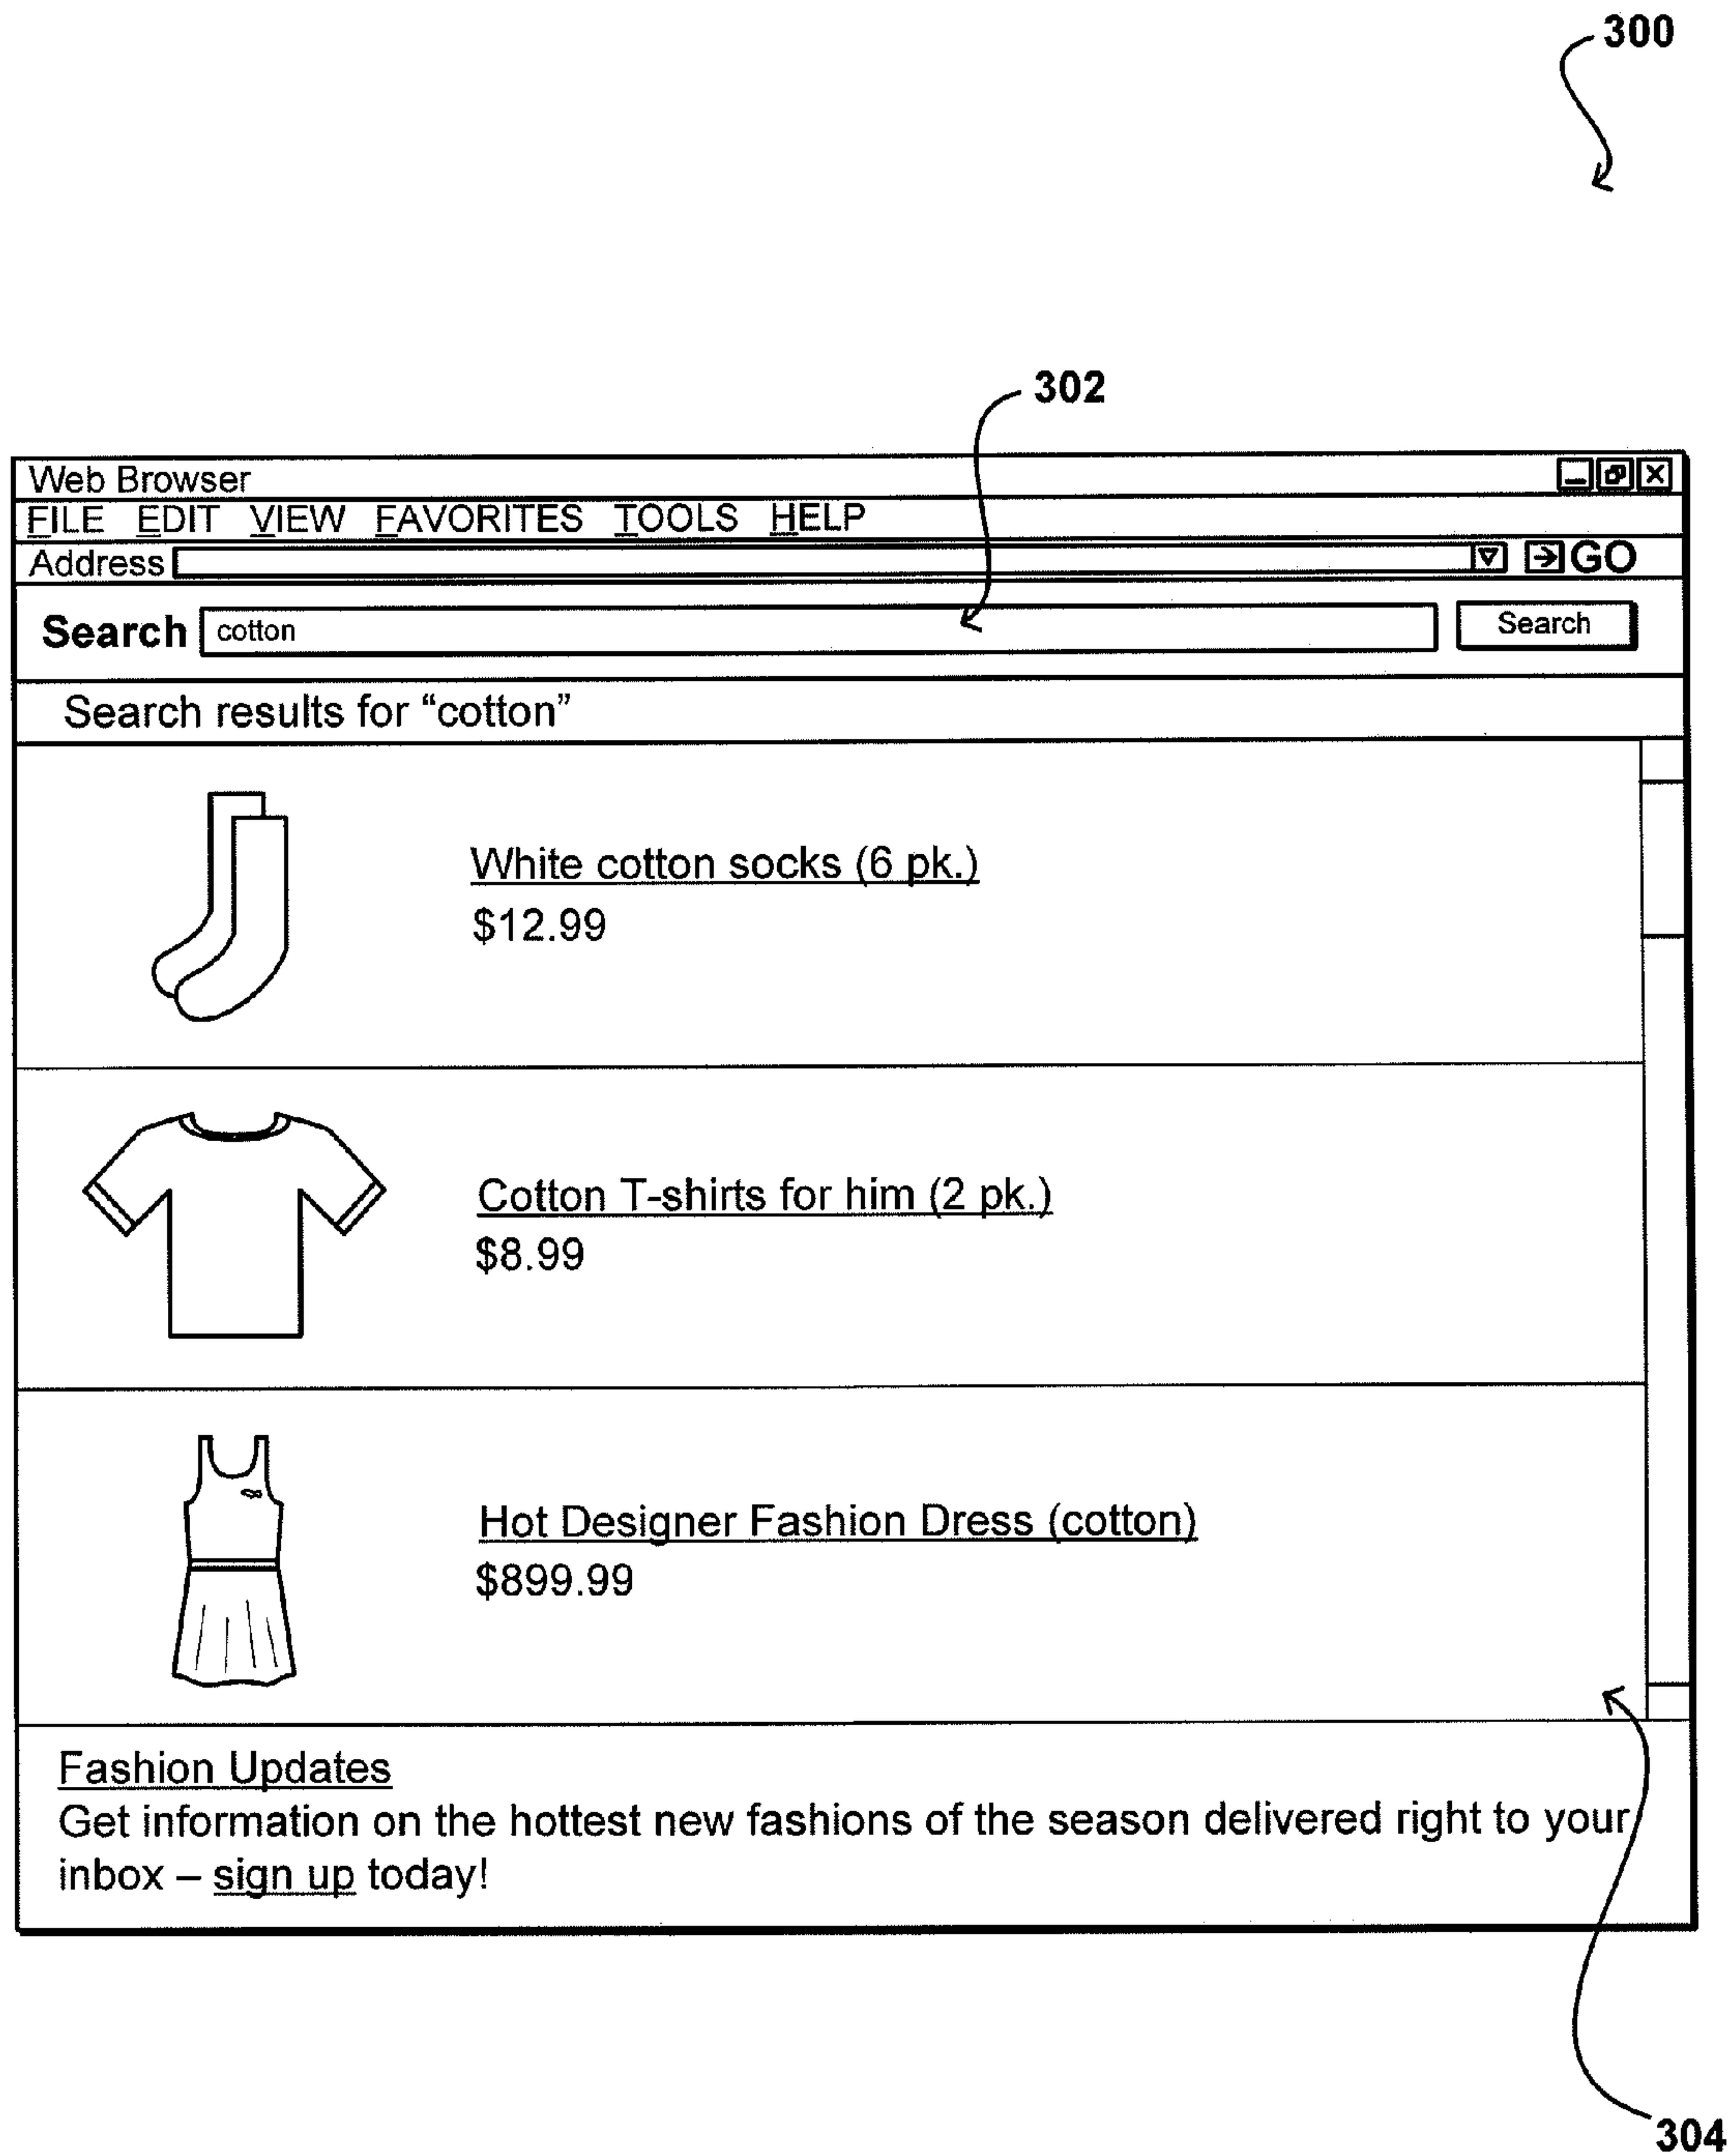 300
302
Web Browser
FILE EDIT VIEW FAVORITES TOOLS HELP
Address GO
Search cotton Search
Search results for “cotton”
White cotton socks (6 pk.)
$12.99
Cotton T-shirts for him (2 pk.)
$8.99
Hot Designer Fashion Dress (cotton)
$899.99
Fashion Updates
Get information on the hottest new fashions of the season delivered right to your
inbox – sign up today!
304